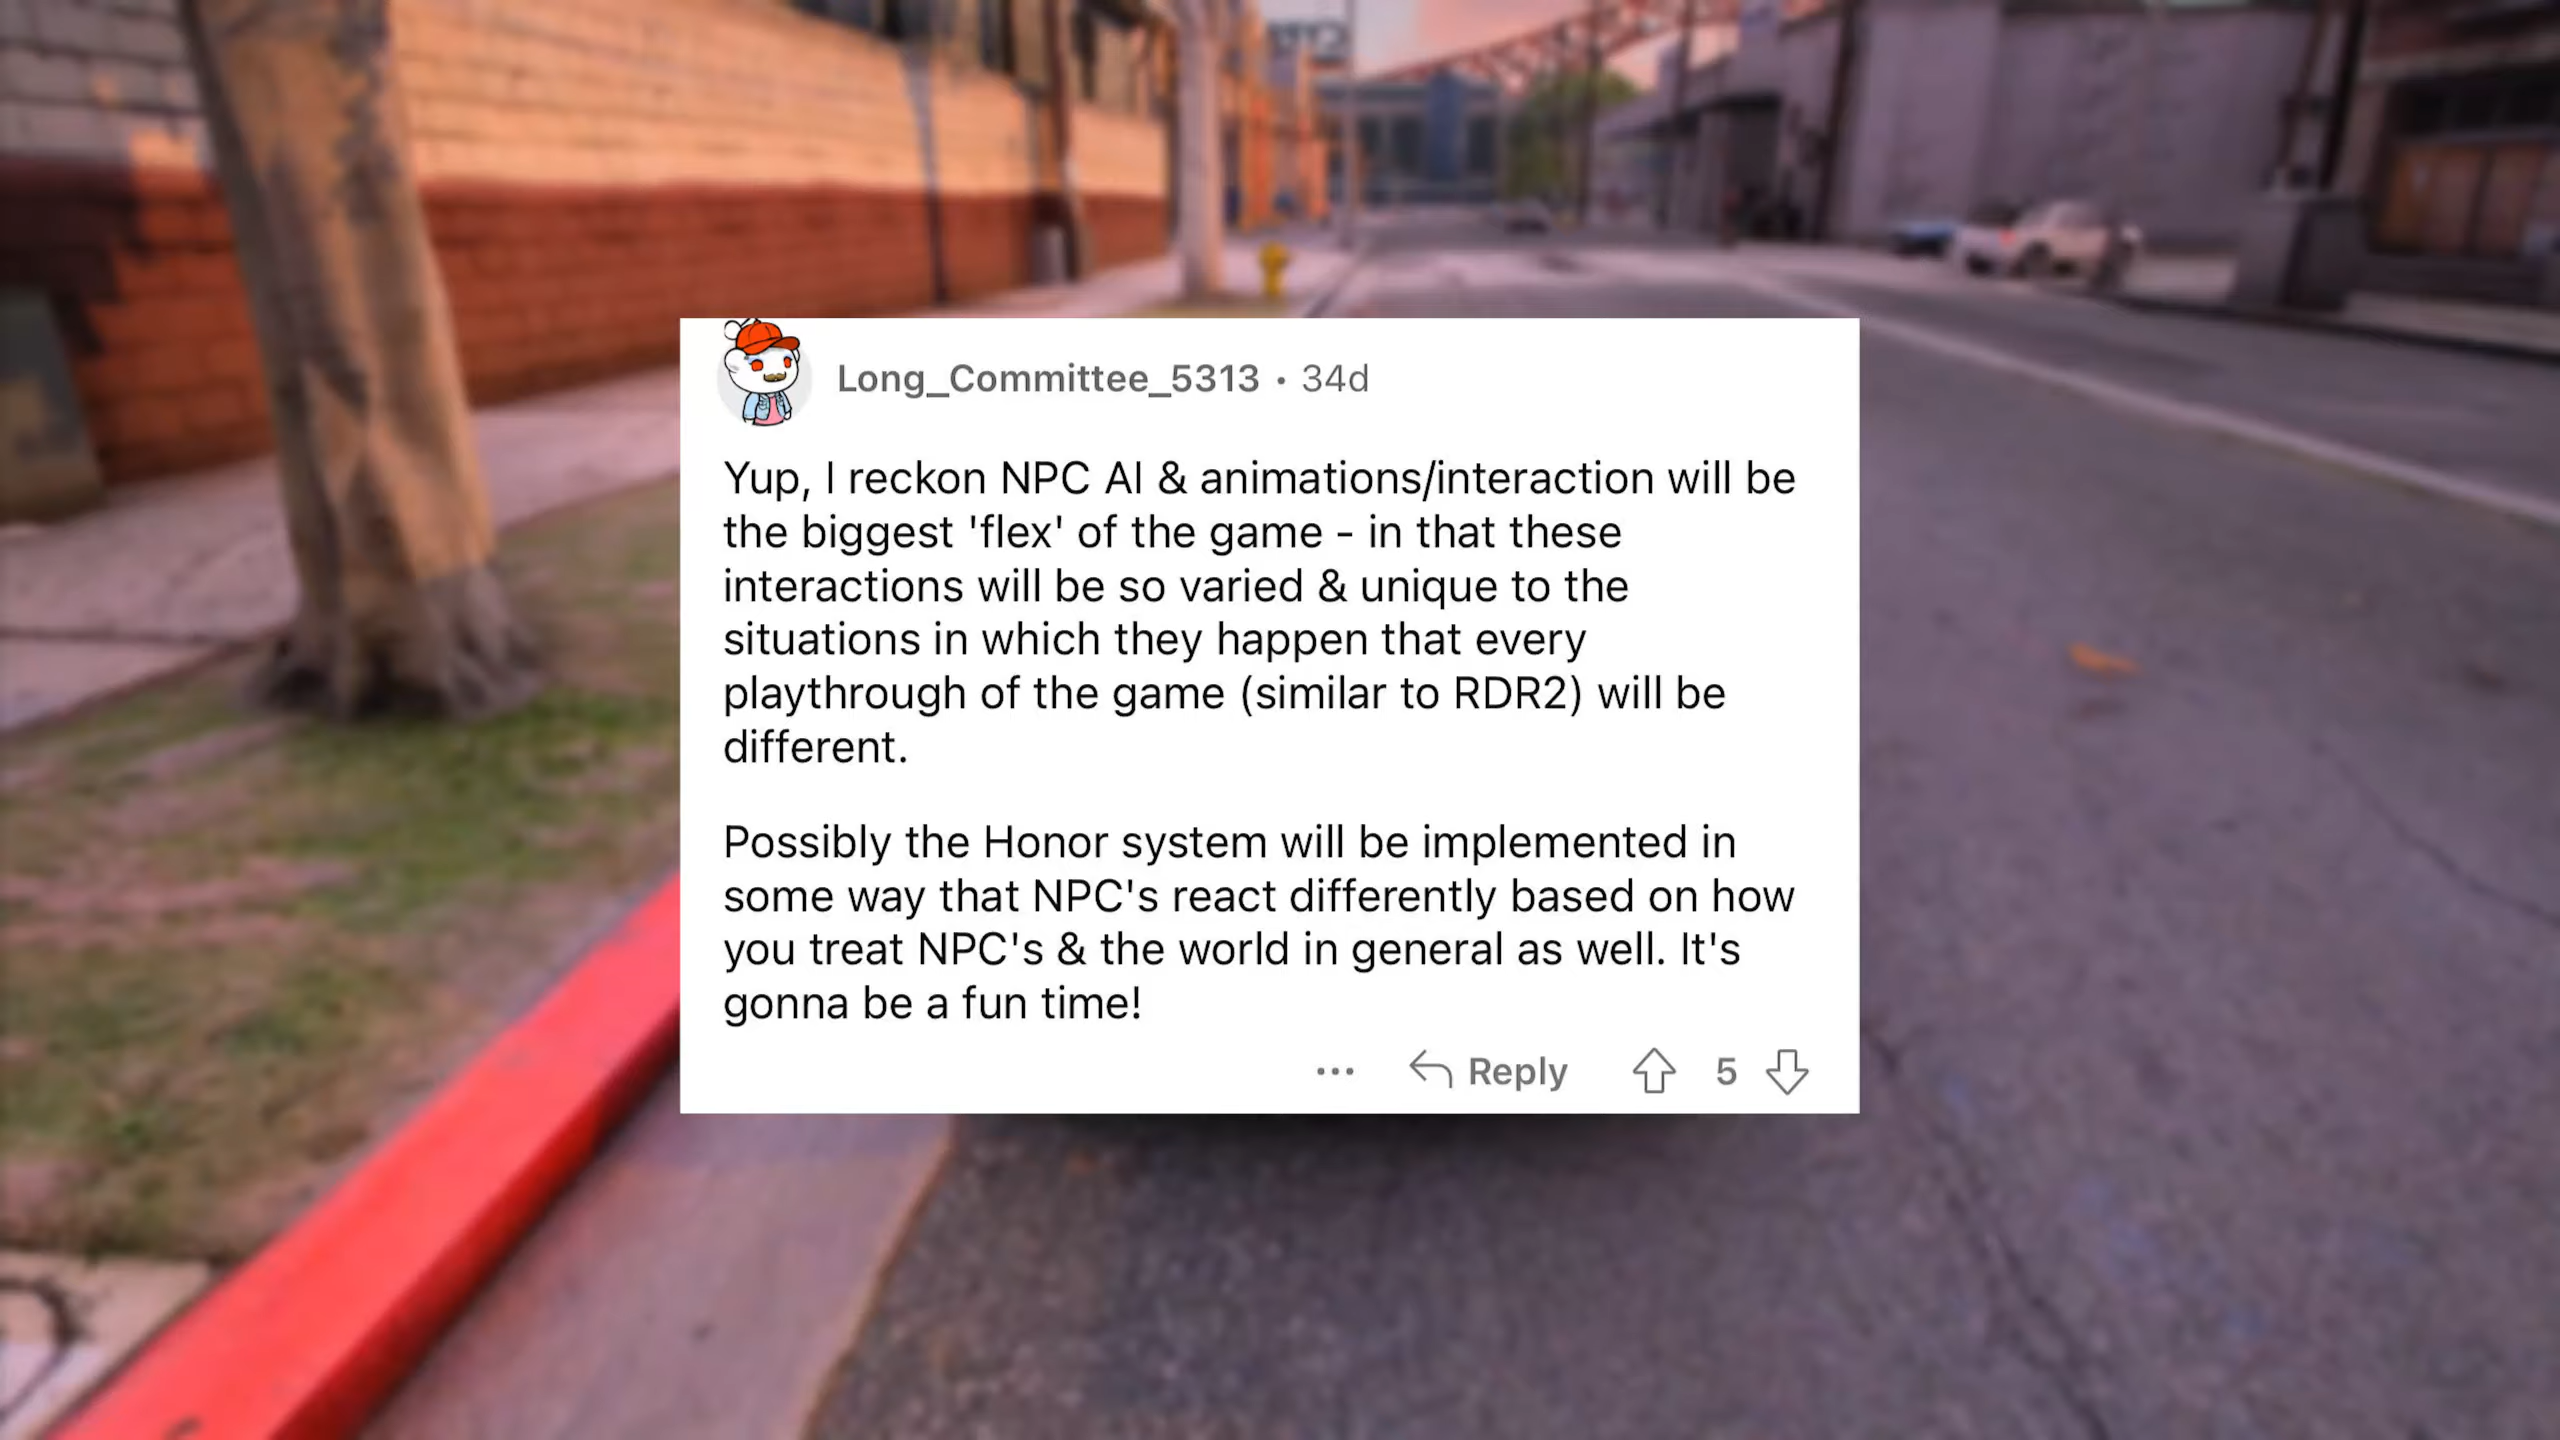 Long_Committee_5313 • 34d
Yup, I reckon NPC AI & animations/interaction will be
the biggest 'flex' of the game - in that these
interactions will be so varied & unique to the
situations in which they happen that every
playthrough of the game (similar to RDR2) will be
different.
Possibly the Honor system will be implemented in
some way that NPC's react differently based on how
you treat NPC's & the world in general as well. It's
gonna be a fun time!
... Reply 5